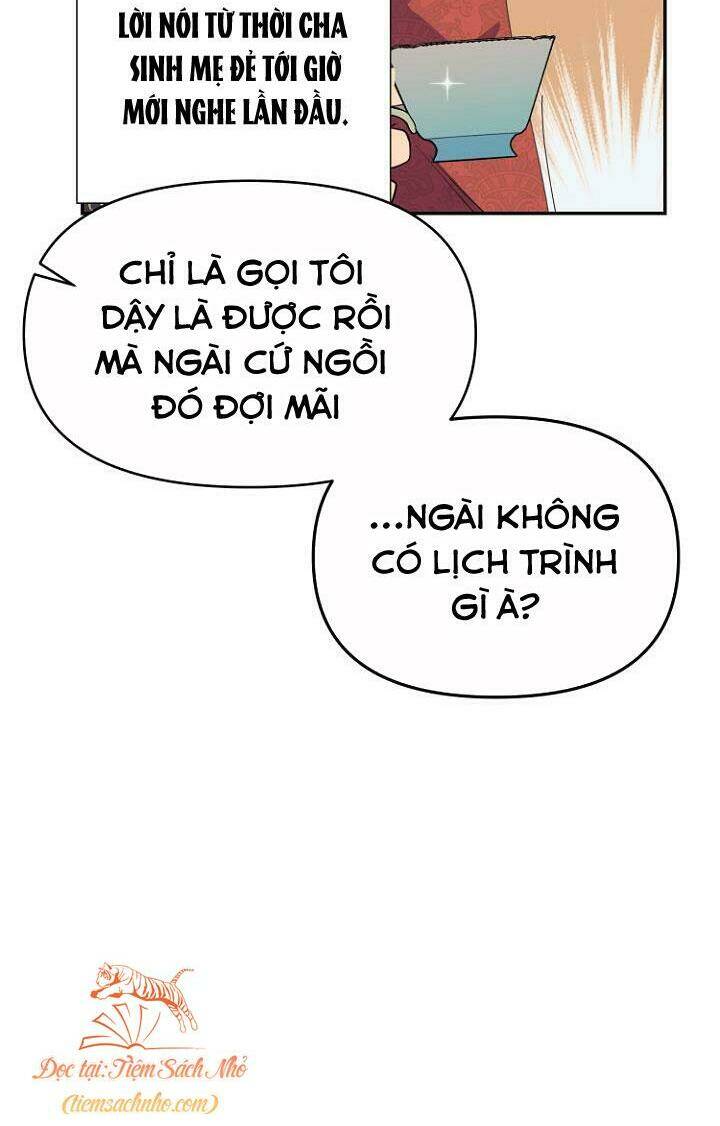 LỜI NÓI TỪ THỜI CHA
SINH MẸ ĐẺ TỚI GIỜ
MỚI NGHE LẦN ĐẦU.
CHỈ LÀ GỌI TÔI
DẬY LÀ ĐƯỢC RỒI
MÀ NGÀI CỨ NGỒI
ĐÓ ĐỢI MÃI
...NGÀI KHÔNG
CÓ LỊCH TRÌNH
GÌ À?
Đọc tại: Tiệm Sách Nhỏ
(tiemsachnho.com)